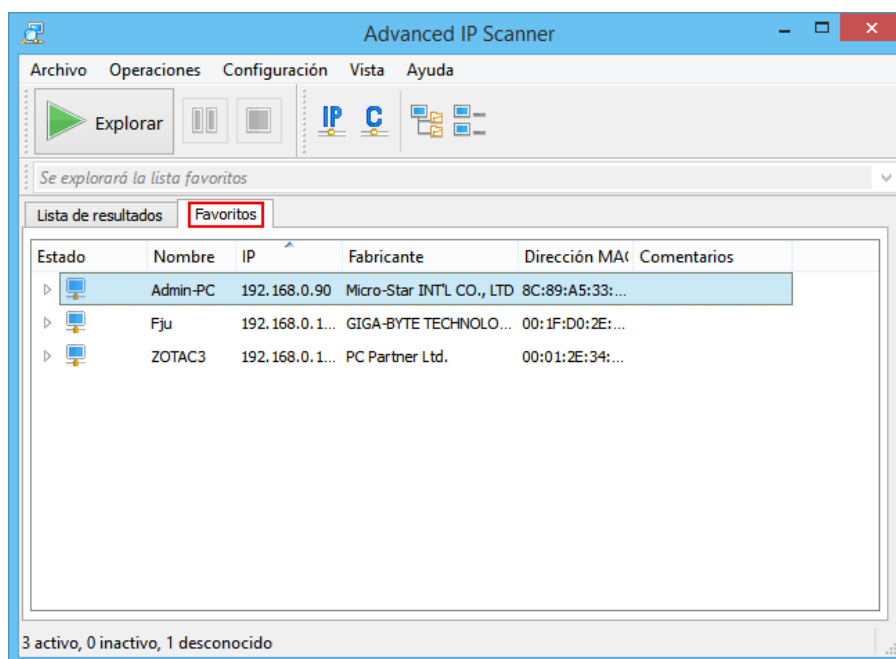 Advanced IP Scanner
Archivo Operaciones Configuración Vista Ayuda
Explorar IP C
Se explorará la lista favoritos
Lista de resultados Favoritos
Estado Nombre IP Fabricante Dirección MAC Comentarios
Admin-PC 192.168.0.90 Micro-Star INT'L CO., LTD 8C:89:A5:33:...
Fju 192.168.0.1... GIGA-BYTE TECHNOLO... 00:1F:D0:2E:...
ZOTAC3 192.168.0.1... PC Partner Ltd. 00:01:2E:34:...
3 activo, 0 inactivo, 1 desconocido